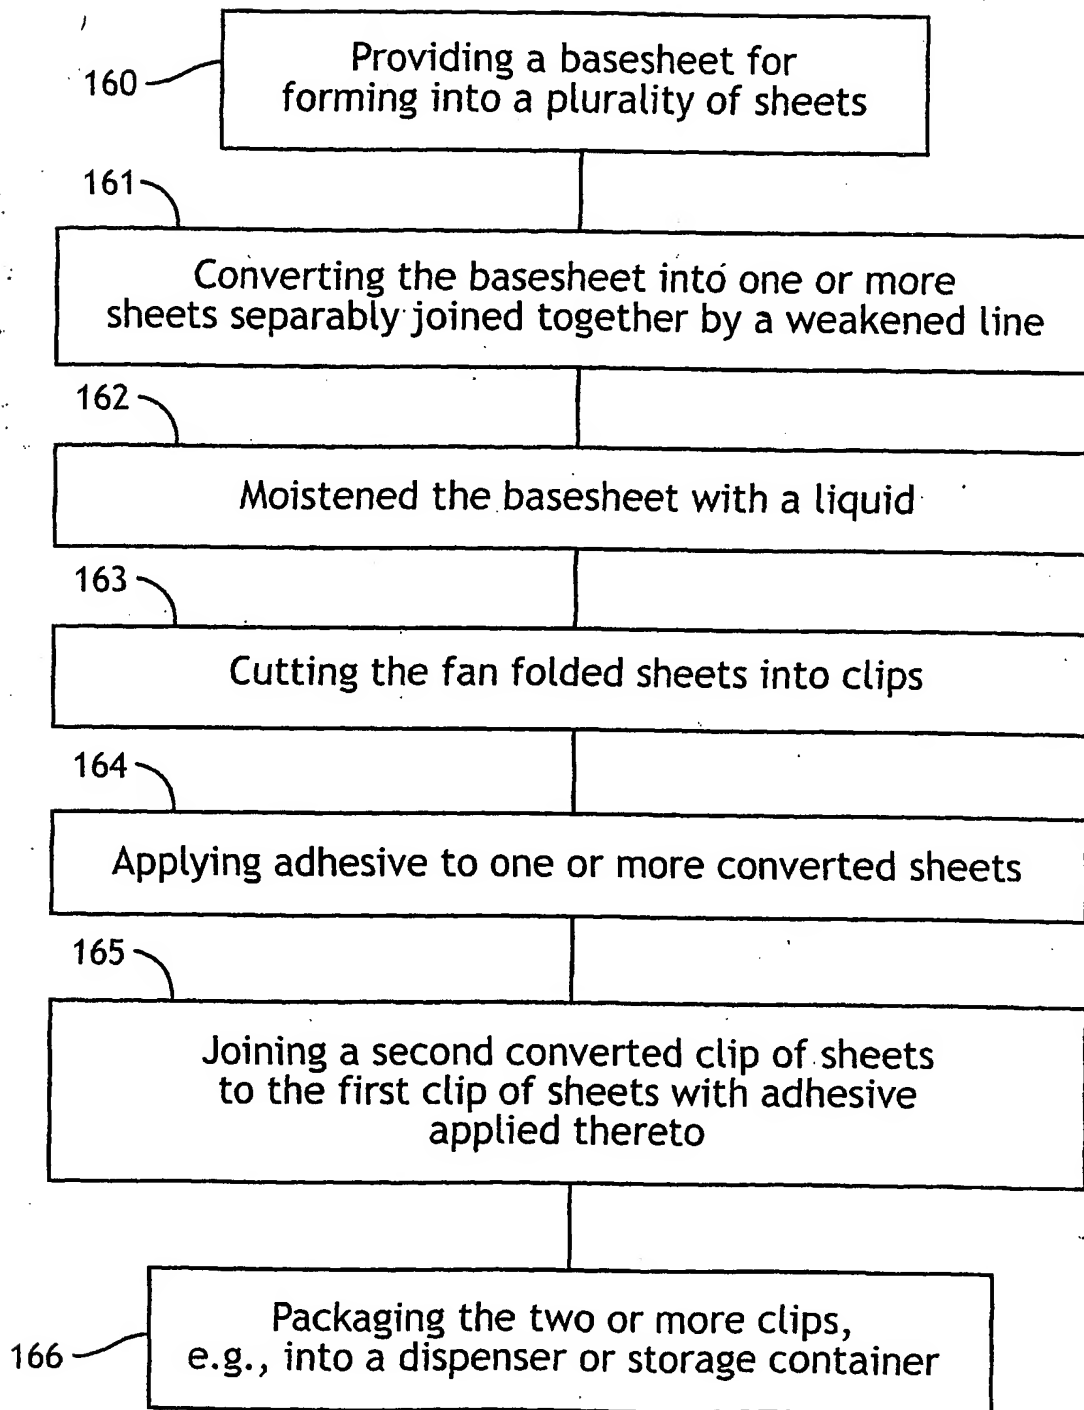 160
Providing a basesheet for
forming into a plurality of sheets
161
Converting the basesheet into one or more
sheets separably joined together by a weakened line
162
Moistened the basesheet with a liquid
163
Cutting the fan folded sheets into clips
164
Applying adhesive to one or more converted sheets
165
Joining a second converted clip of sheets
to the first clip of sheets with adhesive
applied thereto
166
Packaging the two or more clips,
e.g., into a dispenser or storage container